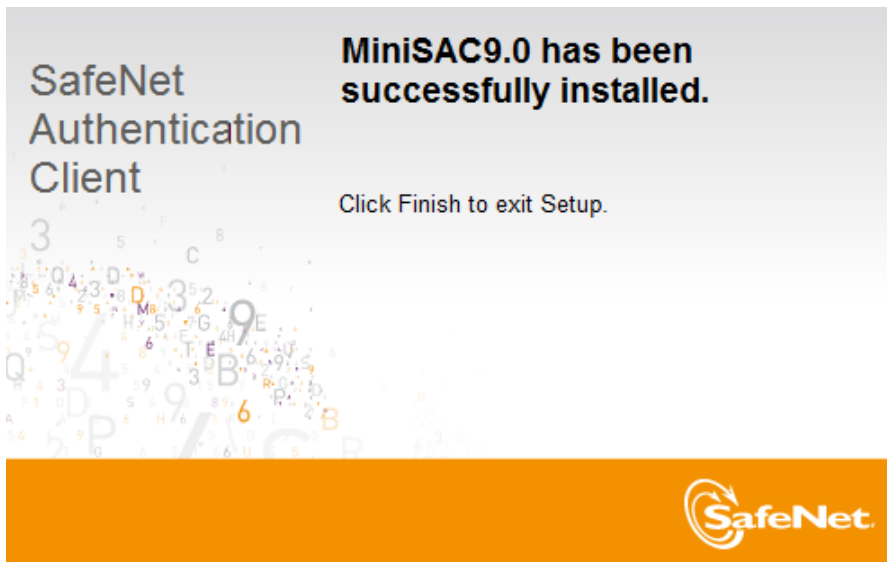 SafeNet
Authentication
Client
MiniSAC9.0 has been
successfully installed.
Click Finish to exit Setup.
SafeNet.